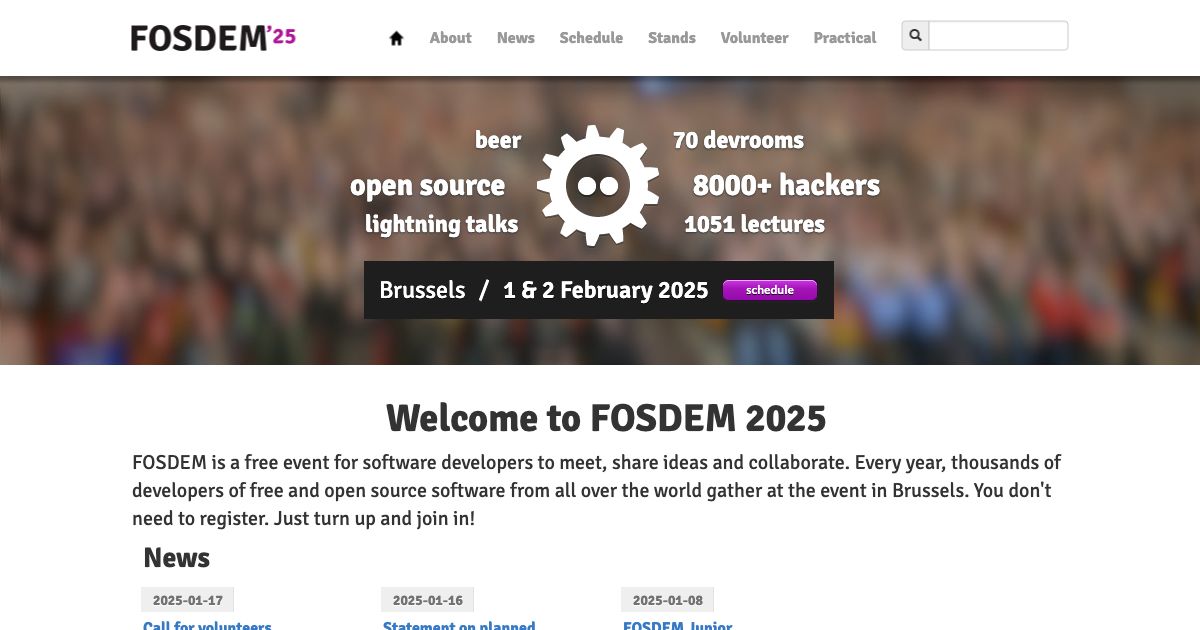 FOSDEM'25
About News Schedule Stands Volunteer Practical
beer
70 devrooms
open source
8000+ hackers
lightning talks
1051 lectures
Brussels / 1 & 2 February 2025 schedule
Welcome to FOSDEM 2025
FOSDEM is a free event for software developers to meet, share ideas and collaborate. Every year, thousands of
developers of free and open source software from all over the world gather at the event in Brussels. You don't
need to register. Just turn up and join in!
News
2025-01-17
Call for volunteers
2025-01-16
Statement on planned
2025-01-08
FOSDEM Junior